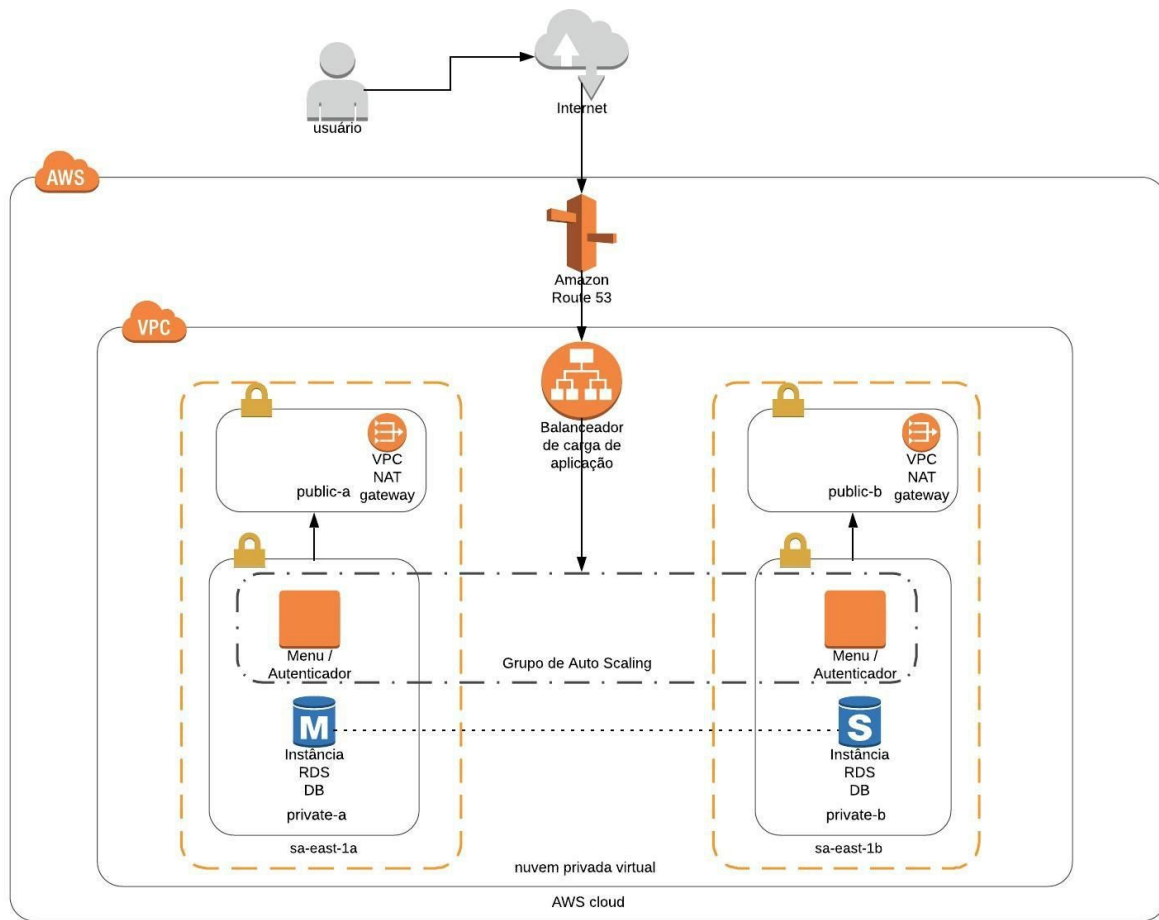 usuário
Internet
AWS
Amazon
Route 53
VPC
Balanceador
de carga de
aplicação
VPC
NAT
gateway
public-a
VPC
NAT
gateway
public-b
Menu /
Autenticador
Grupo de Auto Scaling
Menu /
Autenticador
M
Instância
RDS
DB
private-a
sa-east-1a
S
Instância
RDS
DB
private-b
sa-east-1b
nuvem privada virtual
AWS cloud